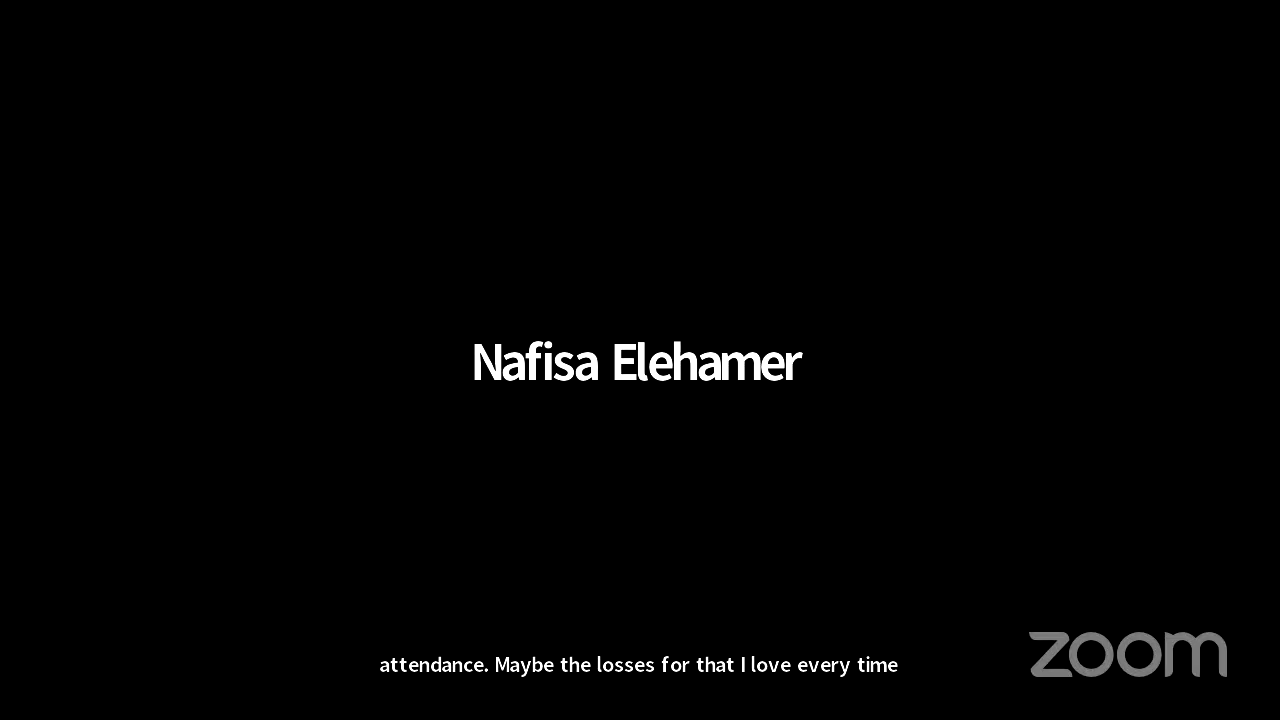 Nafisa Elehamer
attendance. Maybe the losses for that I love every time
zoom